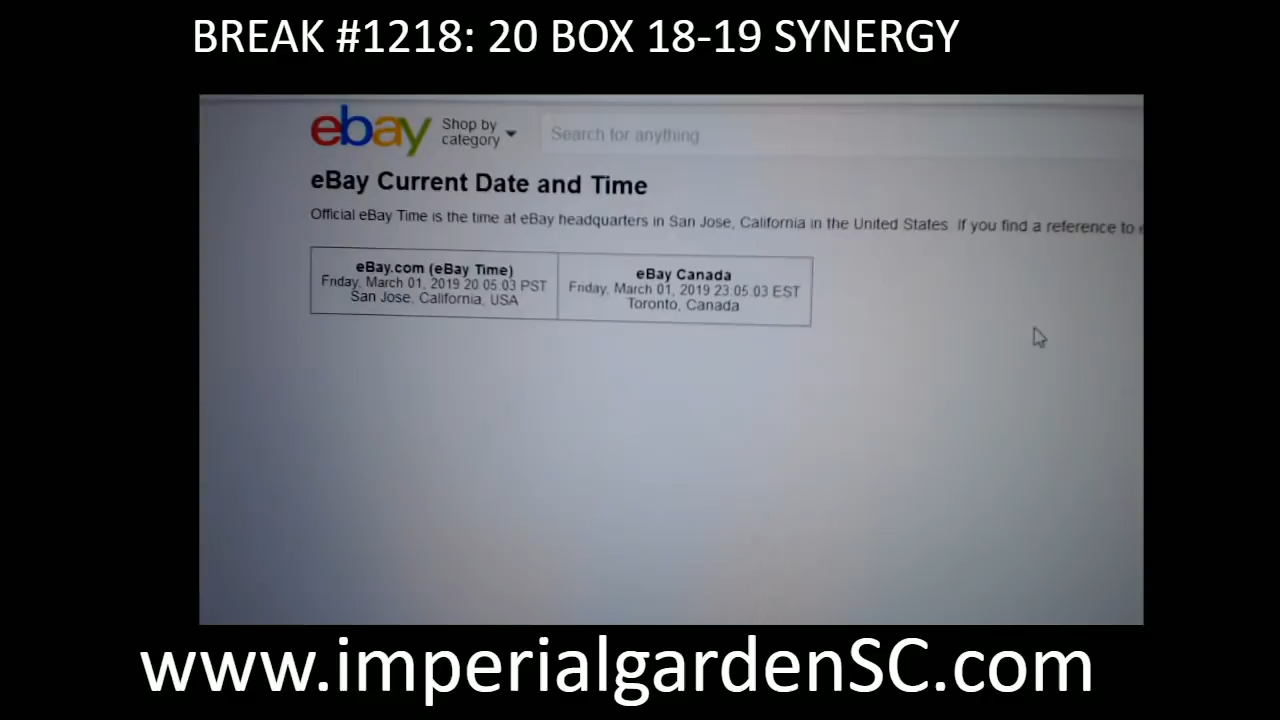 BREAK #1218: 20 BOX 18-19 SYNERGY
ebay
Shop by
category
Search for anything
eBay Current Date and Time
Official eBay Time is the time at eBay headquarters in San Jose, California in the United States. If you find a reference to
eBay.com (eBay Time)
Friday, March 01, 2019 20:05:03 PST
San Jose, California, USA
eBay Canada
Friday, March 01, 2019 23:05:03 EST
Toronto, Canada
www.imperialgardenSC.com